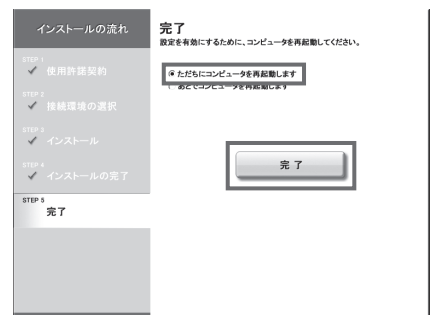 インストールの流れ
STEP 1
使用許諾契約
STEP 2
接続環境の選択
STEP 3
インストール
STEP 4
インストールの完了
STEP 5
完了
完了
設定を有効にするために、コンピュータを再起動してください。
ただちにコンピュータを再起動します
あとでコンピュータを再起動します
完了